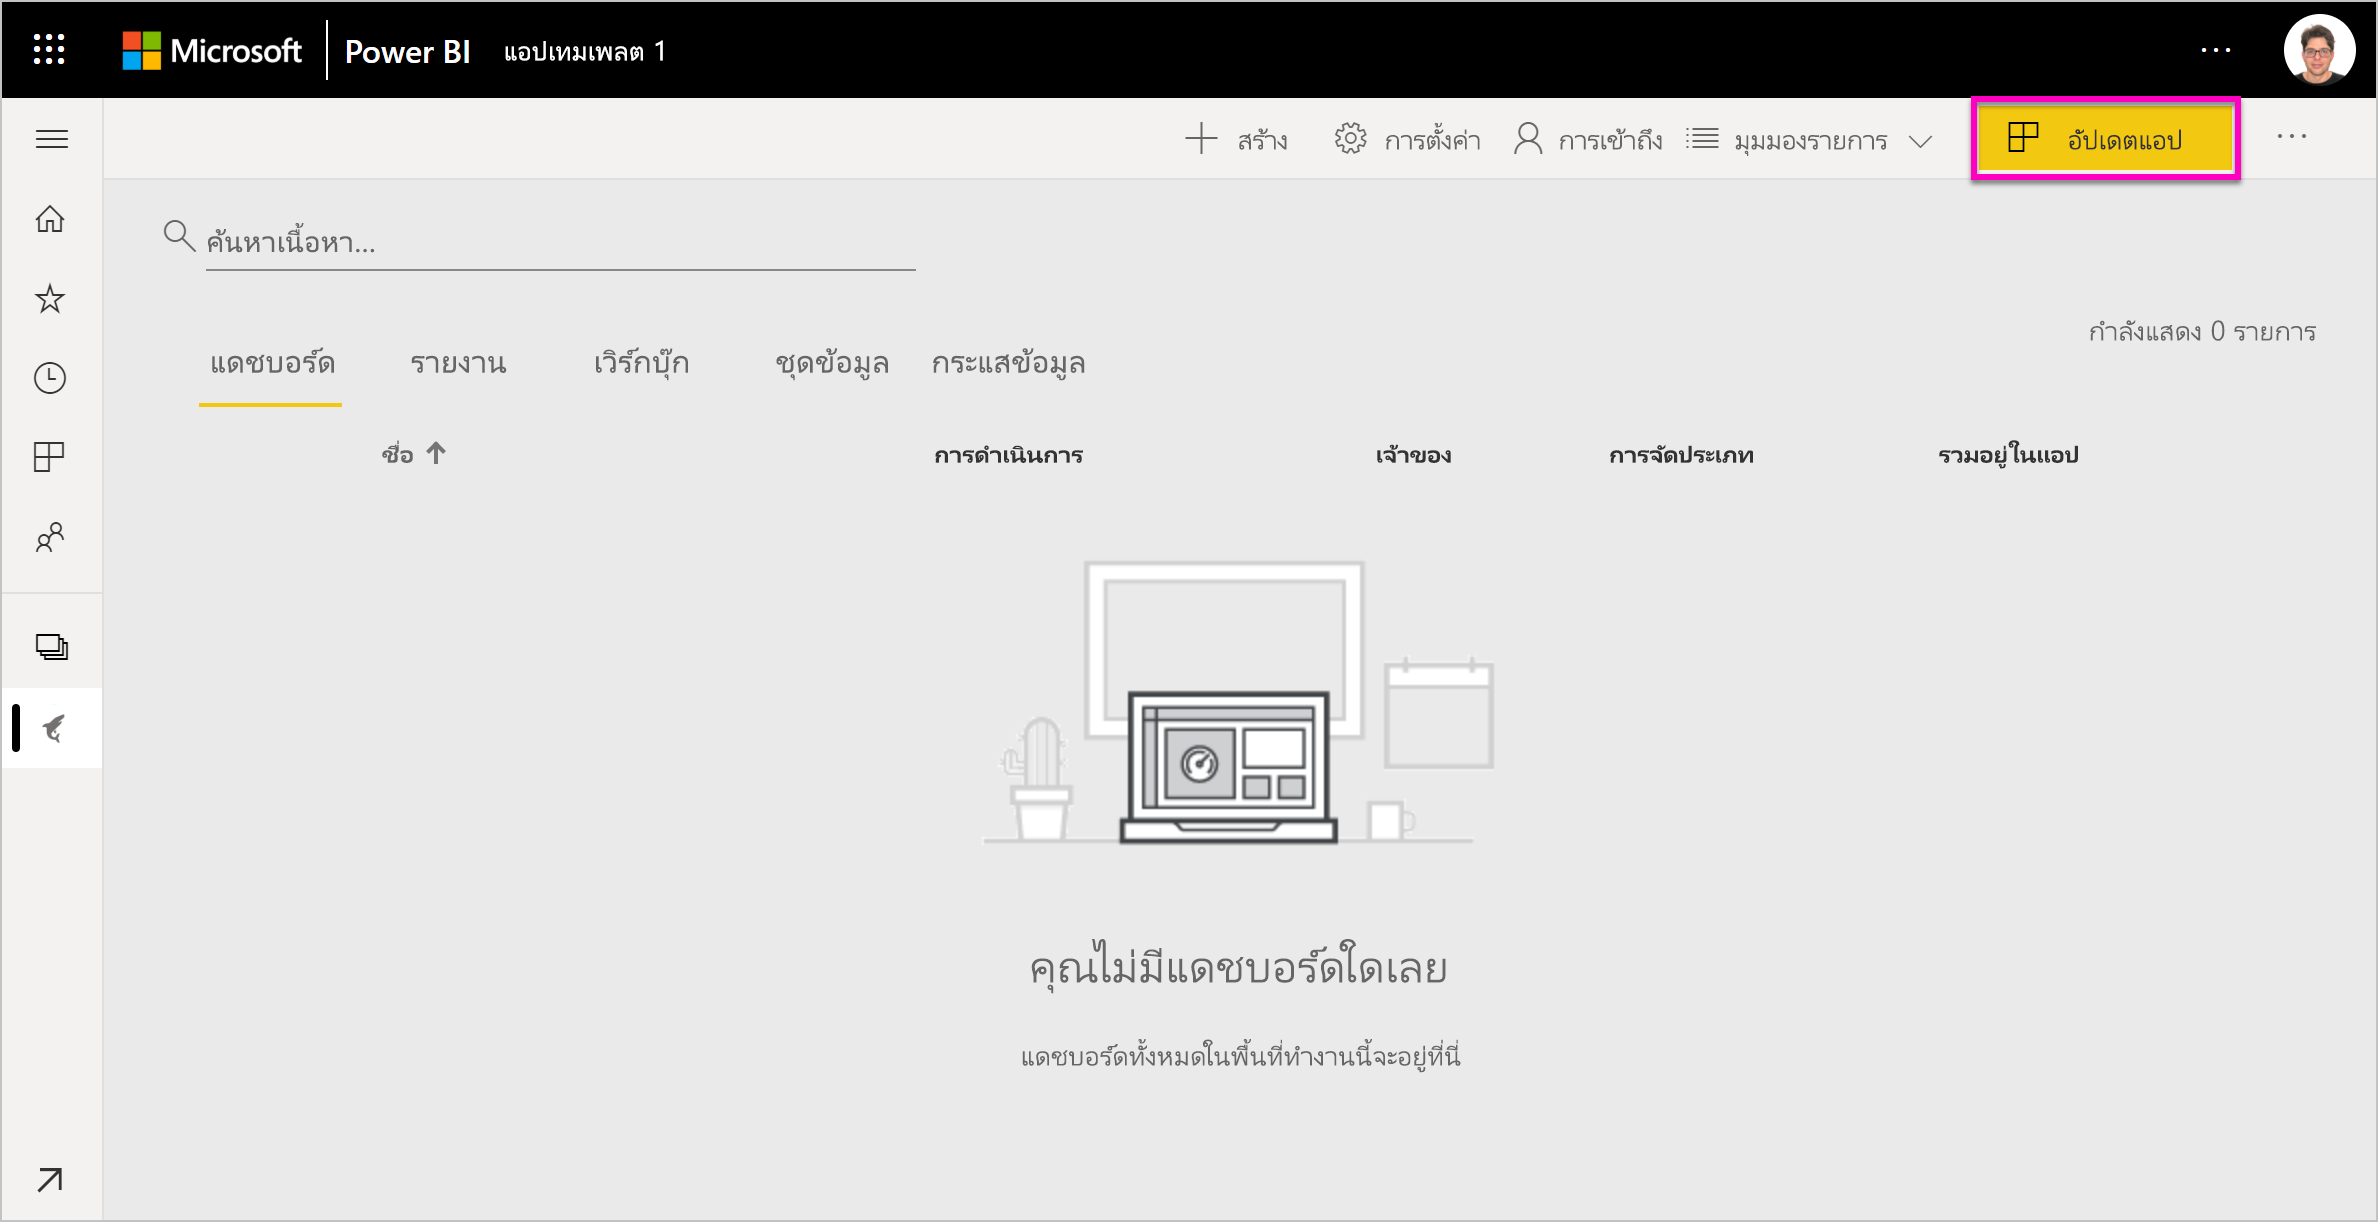 Microsoft Power BI แอปเทมเพลต 1 ...
สร้าง การตั้งค่า การเข้าถึง มุมมองรายการ อัปเดตแอป ...
ค้นหาเนื้อหา...
กำลังแสดง 0 รายการ
แดชบอร์ด รายงาน เวิร์กบุ๊ก ชุดข้อมูล กระแสข้อมูล
ชื่อ การดำเนินการ เจ้าของ การจัดประเภท รวมอยู่ในแอป
คุณไม่มีแดชบอร์ดใดเลย
แดชบอร์ดทั้งหมดในพื้นที่ทำงานนี้จะอยู่ที่นี่